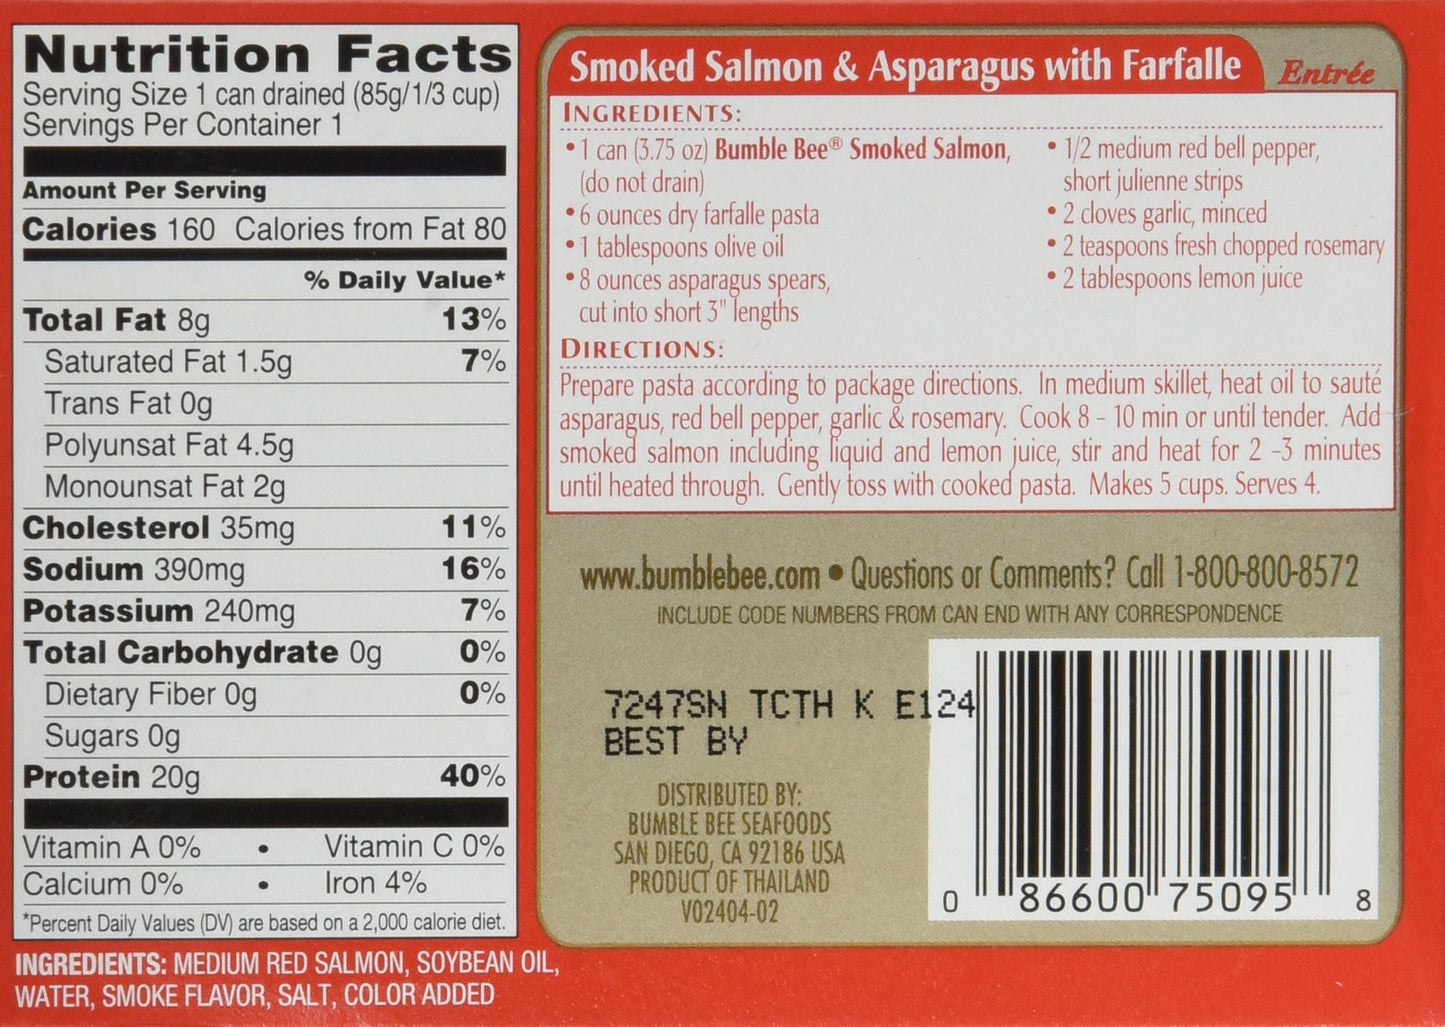 Nutrition Facts
Serving Size 1 can drained (85g/1/3 cup)
Servings Per Container 1
Amount Per Serving
Calories 160 Calories from Fat 80
% Daily Value*
Total Fat 8g 13%
Saturated Fat 1.5g 7%
Trans Fat 0g
Polyunsat Fat 4.5g
Monounsat Fat 2g
Cholesterol 35mg 11%
Sodium 390mg 16%
Potassium 240mg 7%
Total Carbohydrate 0g 0%
Dietary Fiber 0g 0%
Sugars 0g
Protein 20g 40%
Vitamin A 0% • Vitamin C 0%
Calcium 0% • Iron 4%
*Percent Daily Values (DV) are based on a 2,000 calorie diet.
INGREDIENTS: MEDIUM RED SALMON, SOYBEAN OIL,
WATER, SMOKE FLAVOR, SALT, COLOR ADDED
Smoked Salmon & Asparagus with Farfalle Entrée
INGREDIENTS:
• 1 can (3.75 oz) Bumble Bee® Smoked Salmon,
(do not drain)
• 6 ounces dry farfalle pasta
• 1 tablespoons olive oil
• 8 ounces asparagus spears,
cut into short 3" lengths
• 1/2 medium red bell pepper,
short julienne strips
• 2 cloves garlic, minced
• 2 teaspoons fresh chopped rosemary
• 2 tablespoons lemon juice
DIRECTIONS:
Prepare pasta according to package directions. In medium skillet, heat oil to sauté
asparagus, red bell pepper, garlic & rosemary. Cook 8 - 10 min or until tender. Add
smoked salmon including liquid and lemon juice, stir and heat for 2 -3 minutes
until heated through. Gently toss with cooked pasta. Makes 5 cups. Serves 4.
www.bumblebee.com • Questions or Comments? Call 1-800-800-8572
INCLUDE CODE NUMBERS FROM CAN END WITH ANY CORRESPONDENCE
7247SN TCTH K E124
BEST BY
DISTRIBUTED BY:
BUMBLE BEE SEAFOODS
SAN DIEGO, CA 92186 USA
PRODUCT OF THAILAND
V02404-02
0 86600 75095 8